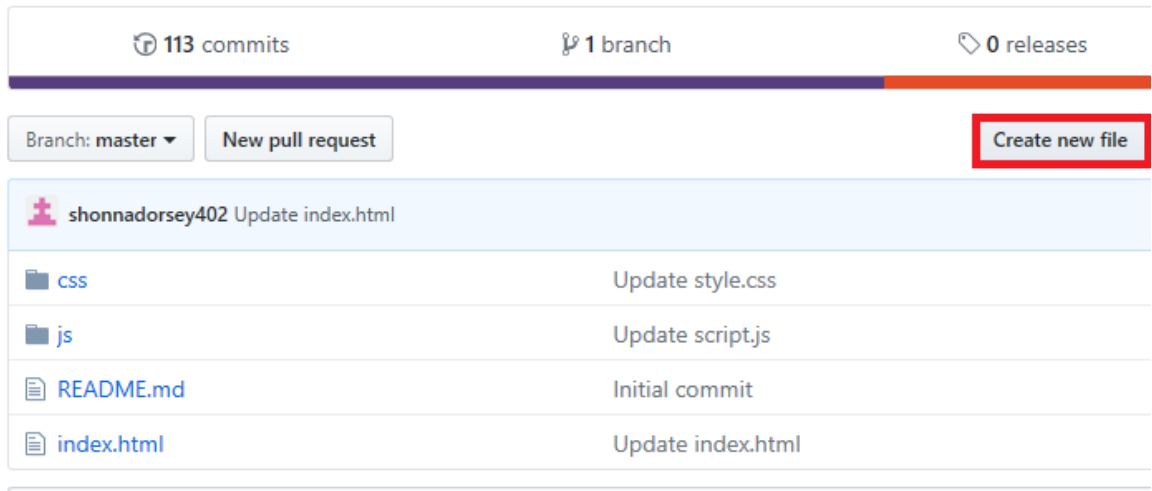 113 commits 1 branch 0 releases
Branch: master New pull request Create new file
shonnadorsey402 Update index.html
css Update style.css
js Update script.js
README.md Initial commit
index.html Update index.html